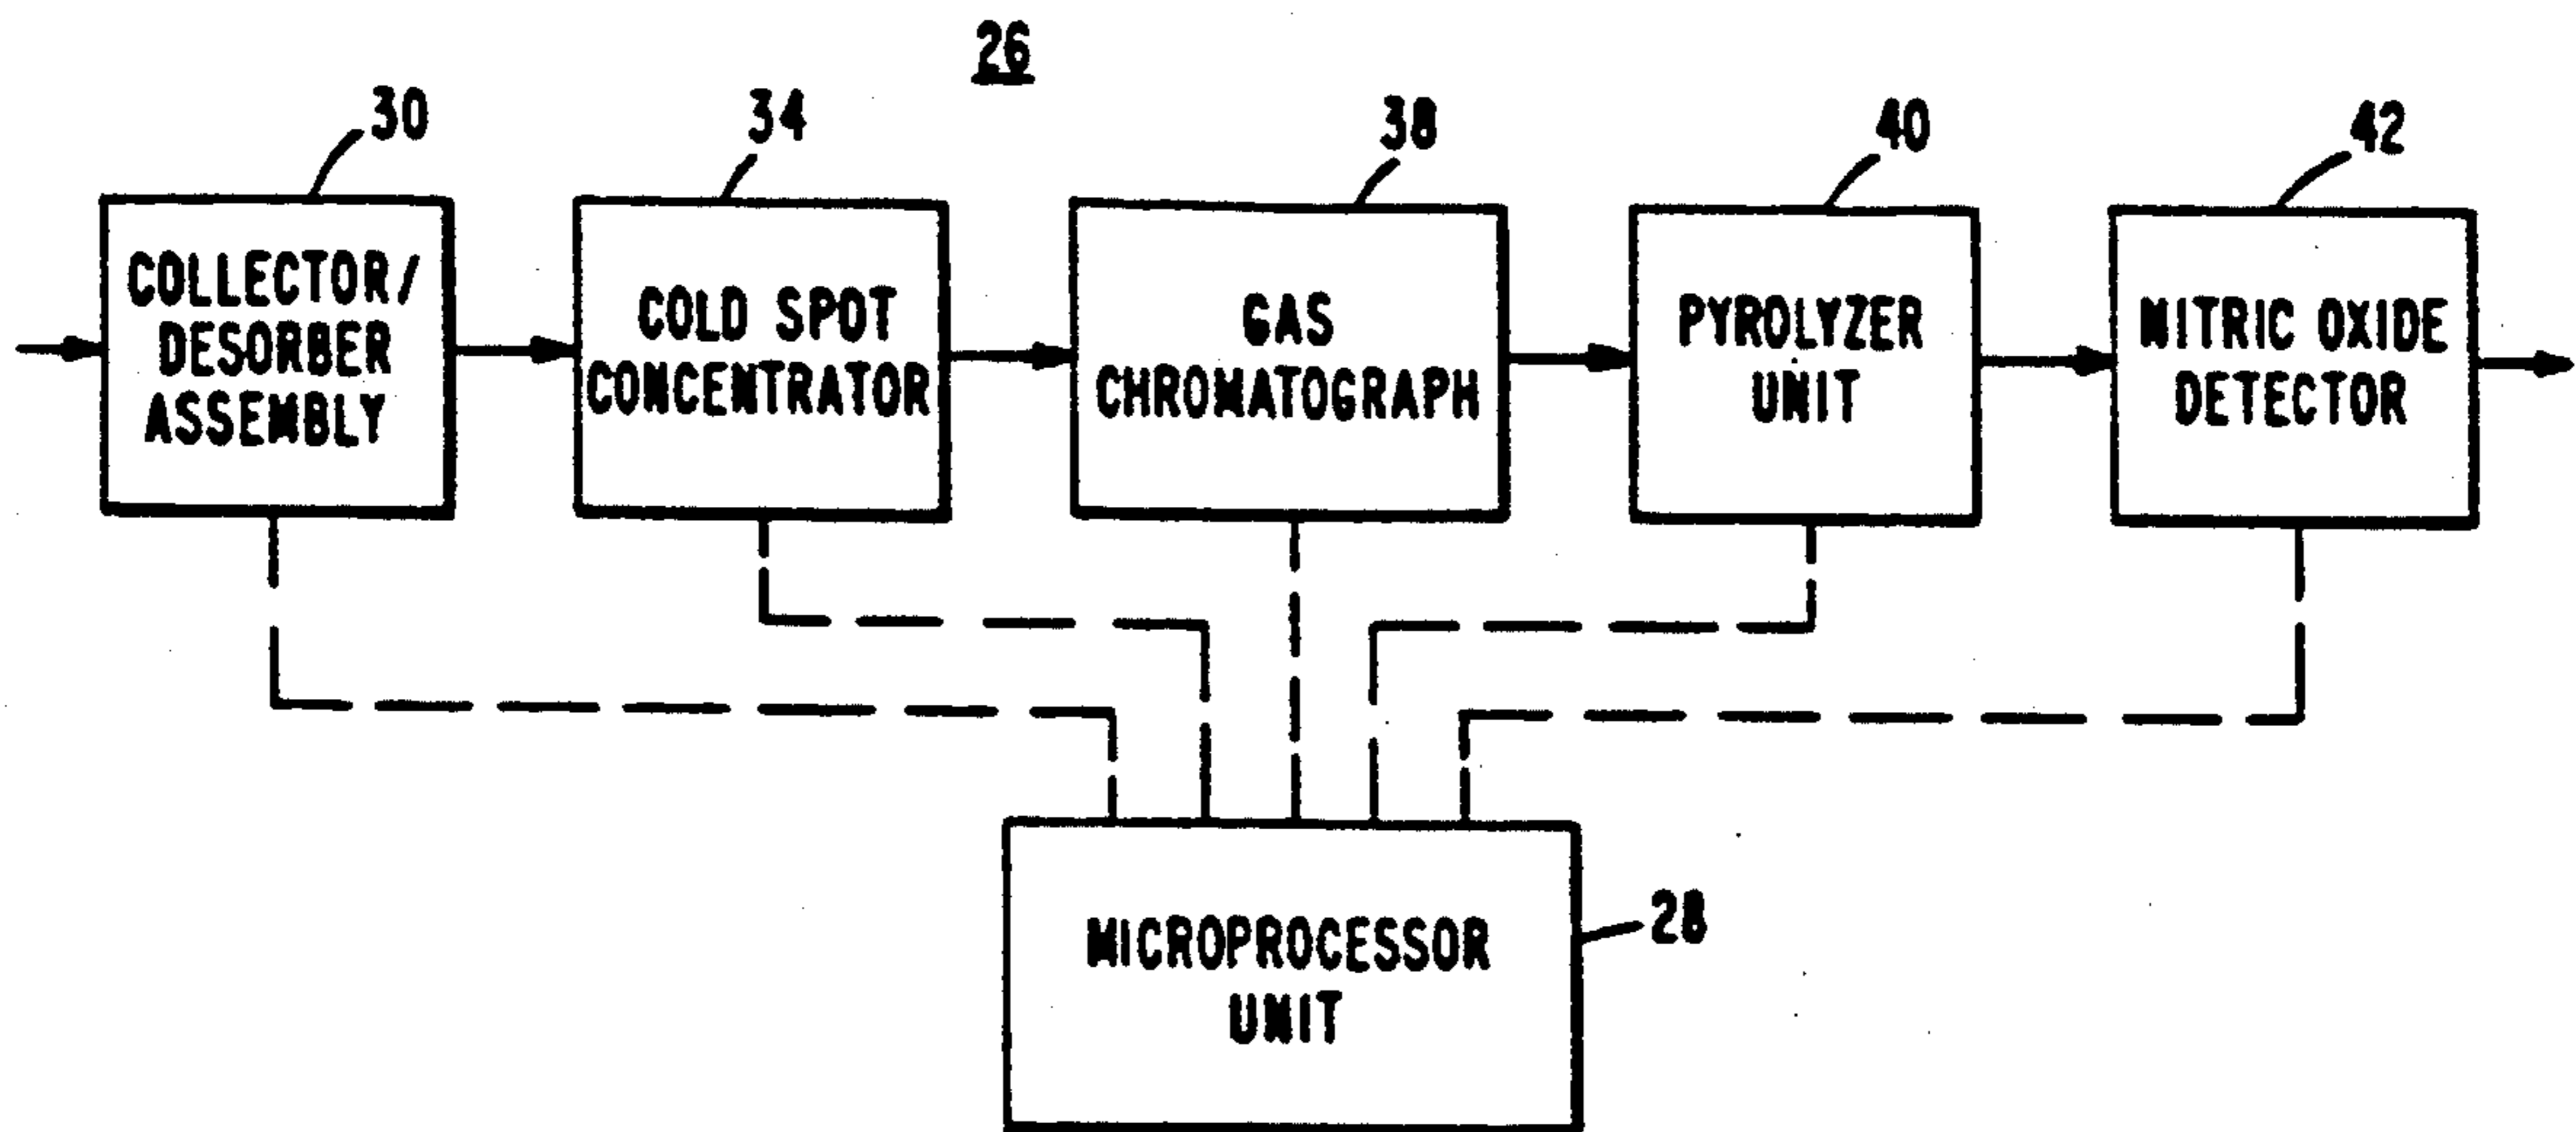 26
30
34
38
40
42
COLLECTOR/
DESORBER
ASSEMBLY
COLD SPOT
CONCENTRATOR
GAS
CHROMATOGRAPH
PYROLYZER
UNIT
NITRIC OXIDE
DETECTOR
MICROPROCESSOR
UNIT
28